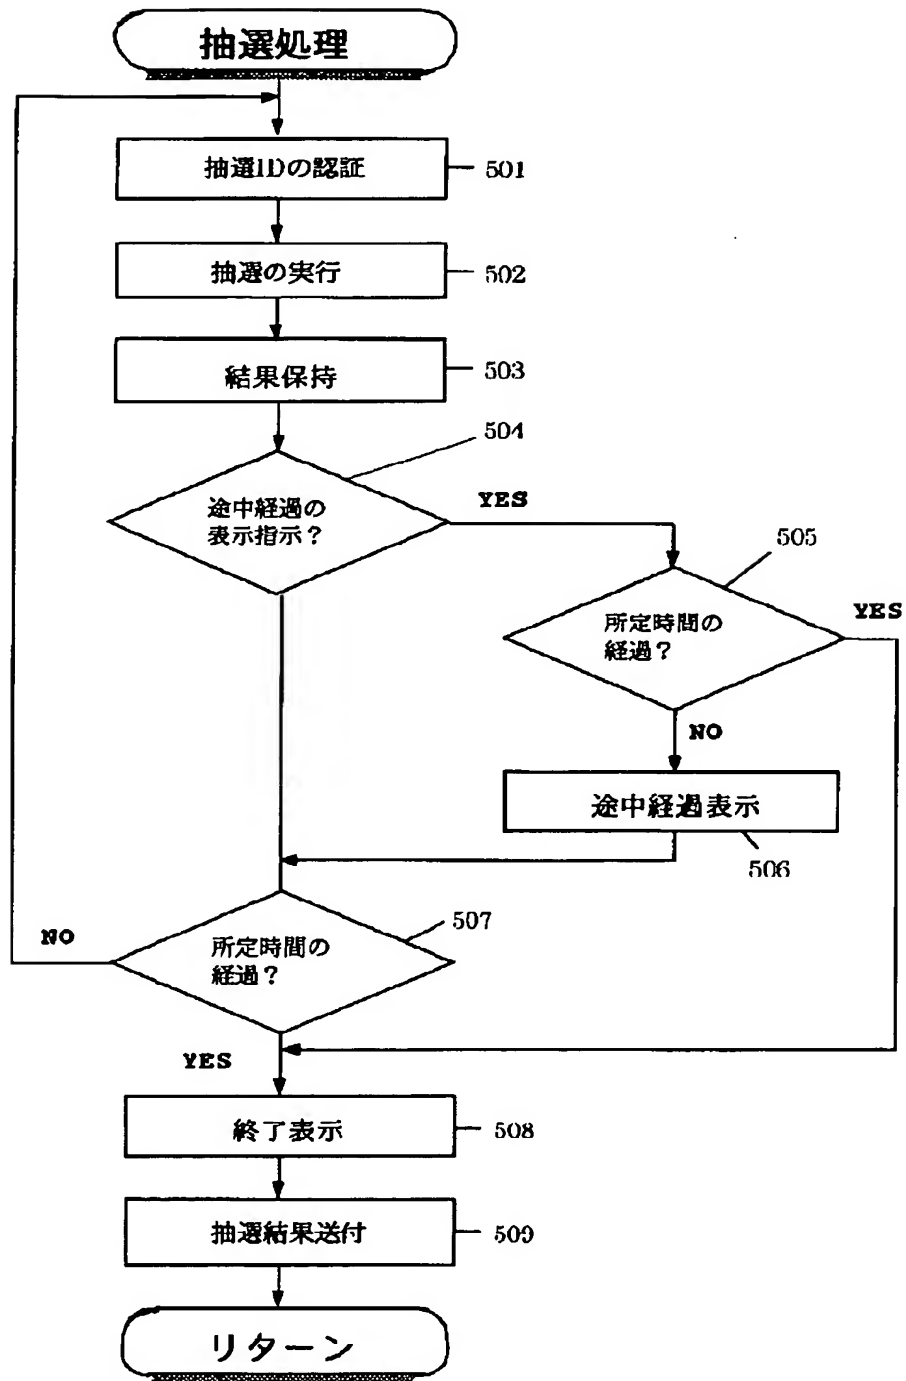 抽選処理
抽選IDの認証
501
抽選の実行
502
結果保持
503
504
途中経過の
表示指示？
YES
505
所定時間の
経過？
YES
NO
途中経過表示
506
507
所定時間の
経過？
NO
YES
終了表示
508
抽選結果送付
509
リターン